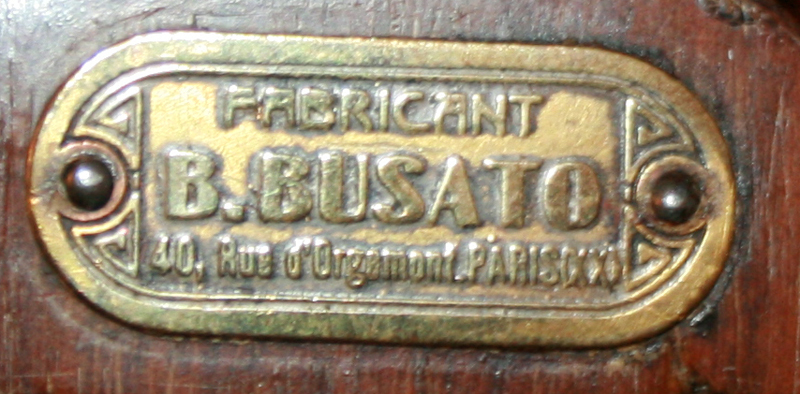 FABRICANT
B. BUSATO
40, Rue d'Orgemont. PARIS(XX)